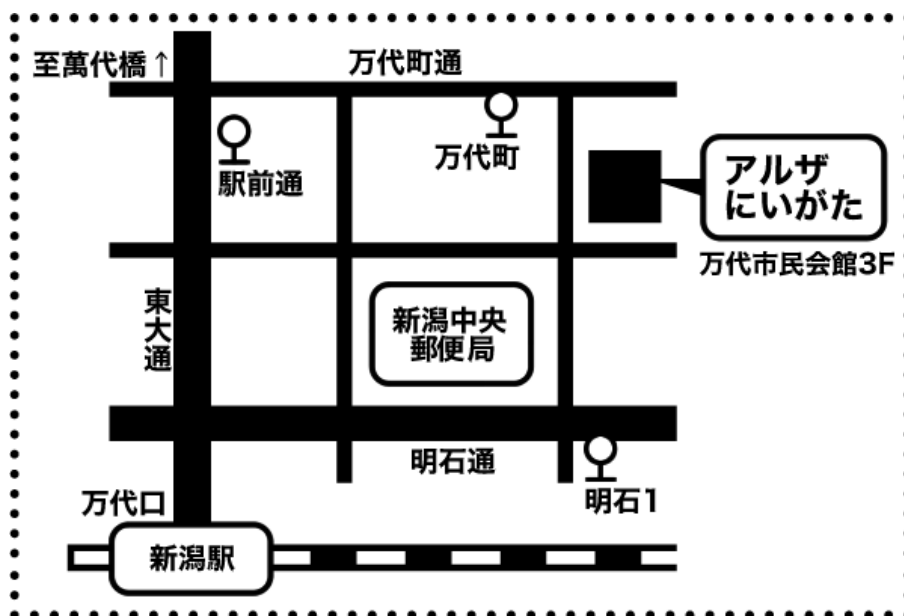 至萬代橋↑
万代町通
駅前通
万代町
アルザ
にいがた
万代市民会館3F
東大通
新潟中央
郵便局
明石通
明石1
万代口
新潟駅